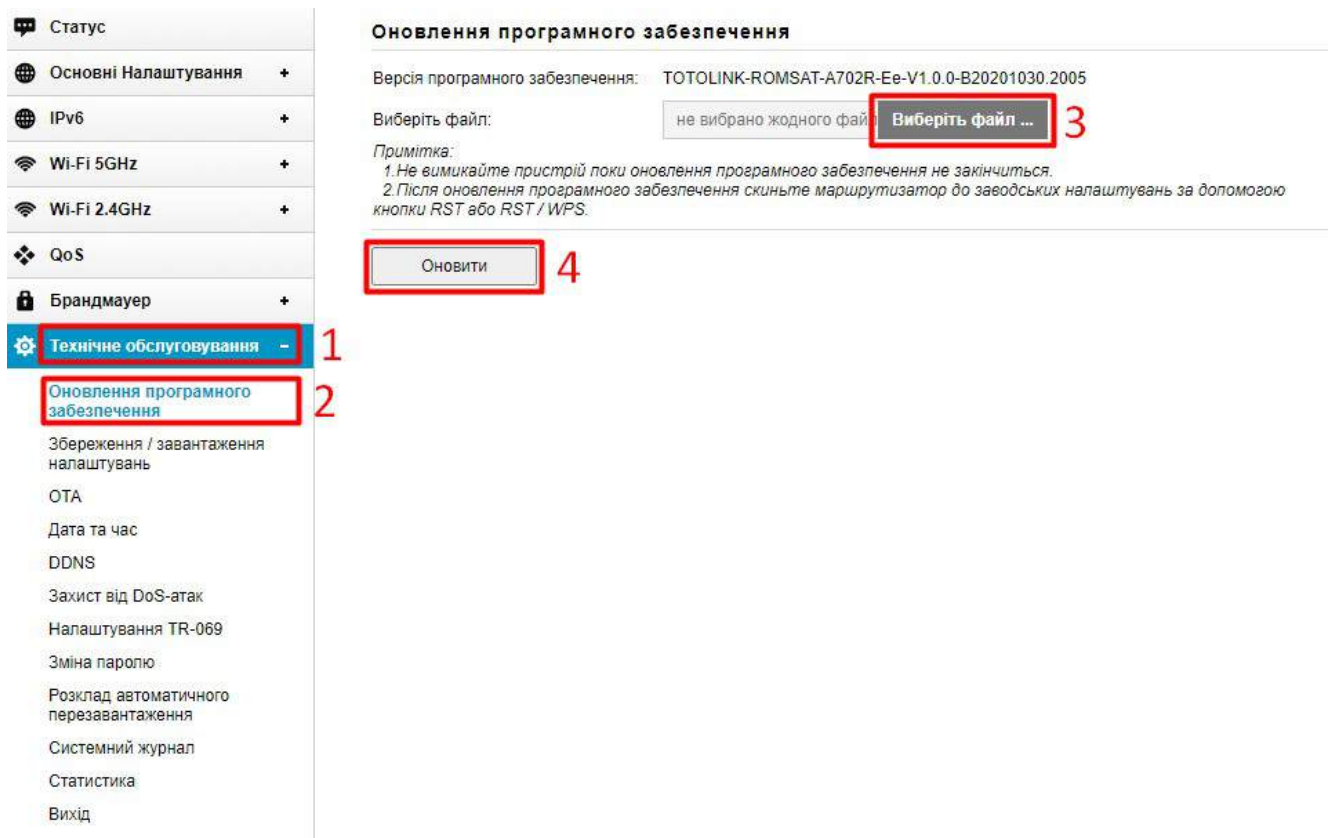 Статус
Основні Налаштування +
IPv6 +
Wi-Fi 5GHz +
Wi-Fi 2.4GHz +
QoS
Брандмауер +
Технічне обслуговування - 1
Оновлення програмного
забезпечення
2
Збереження / завантаження
налаштувань
OTA
Дата та час
DDNS
Захист від DoS-атак
Налаштування TR-069
Зміна паролю
Розклад автоматичного
перезавантаження
Системний журнал
Статистика
Вихід
Оновлення програмного забезпечення
Версія програмного забезпечення: TOTOLINK-ROMSAT-A702R-Ee-V1.0.0-B20201030.2005
Виберіть файл: не вибрано жодного файл Виберіть файл ... 3
Примітка:
1.Не вимикайте пристрій поки оновлення програмного забезпечення не закінчиться.
2.Після оновлення програмного забезпечення скиньте маршрутизатор до заводських налаштувань за допомогою
кнопки RST або RST / WPS.
Оновити 4